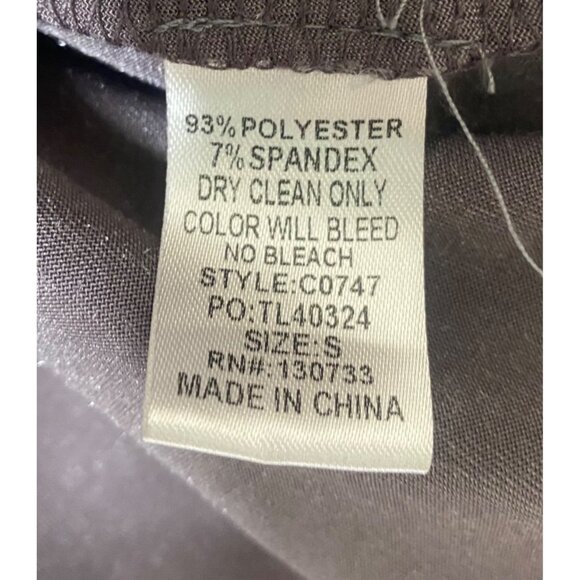 93% POLYESTER
7% SPANDEX
DRY CLEAN ONLY
COLOR WILL BLEED
NO BLEACH
STYLE:C0747
PO:TL40324
SIZE:S
RN#:130733
MADE IN CHINA